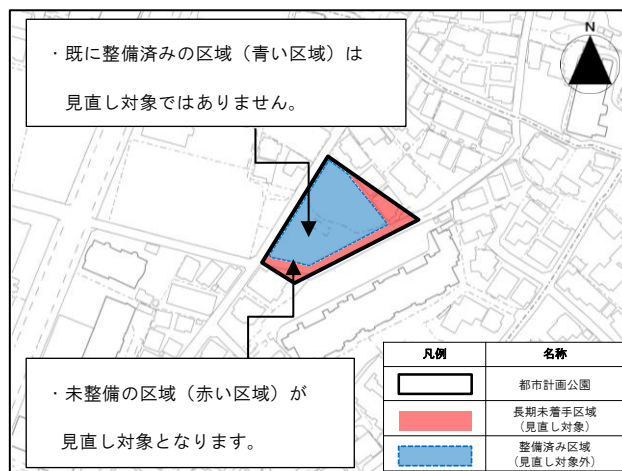 ・既に整備済みの区域（青い区域）は
見直し対象ではありません。
N
・未整備の区域（赤い区域）が
見直し対象となります。
凡例 名称
都市計画公園
長期未着手区域
（見直し対象）
整備済み区域
（見直し対象外）